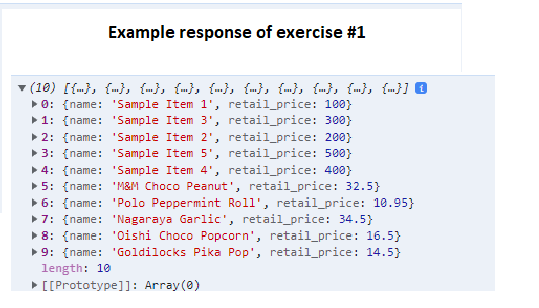 Example response of exercise #1
(10) [{…}, {…}, {…}, {…}, {…}, {…}, {…}, {…}, {…}, {…}] i
0: {name: 'Sample Item 1', retail_price: 100}
1: {name: 'Sample Item 3', retail_price: 300}
2: {name: 'Sample Item 2', retail_price: 200}
3: {name: 'Sample Item 5', retail_price: 500}
4: {name: 'Sample Item 4', retail_price: 400}
5: {name: 'M&M Choco Peanut', retail_price: 32.5}
6: {name: 'Polo Peppermint Roll', retail_price: 10.95}
7: {name: 'Nagaraya Garlic', retail_price: 34.5}
8: {name: 'Oishi Choco Popcorn', retail_price: 16.5}
9: {name: 'Goldilocks Pika Pop', retail_price: 14.5}
length: 10
[[Prototype]]: Array(0)